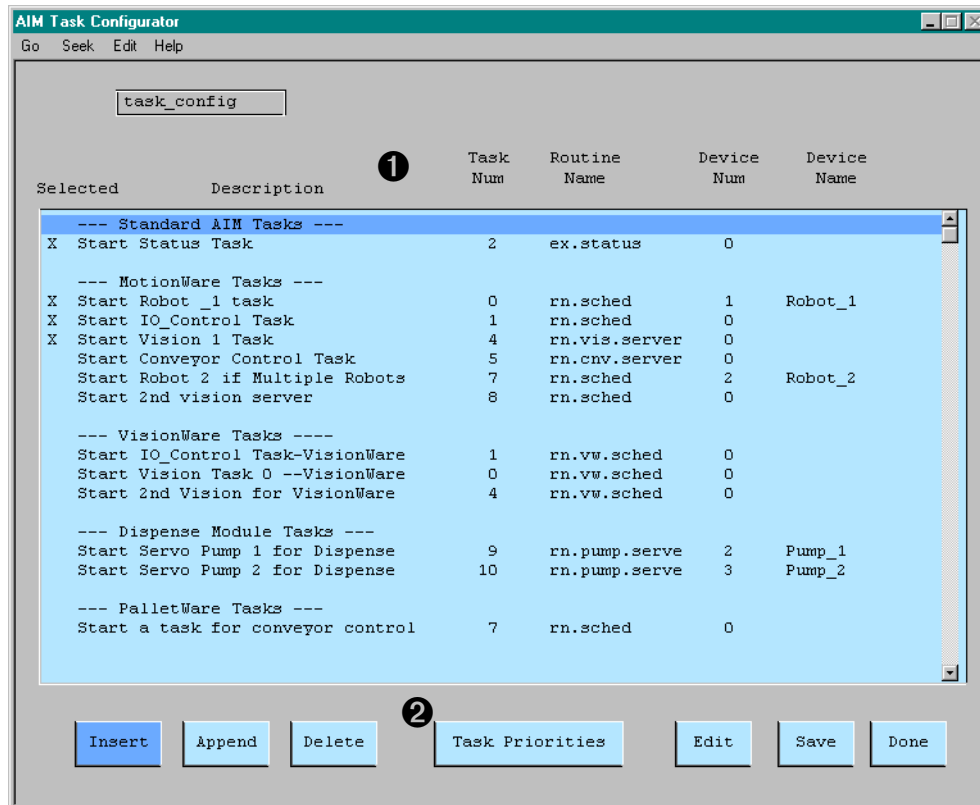 AIM Task Configurator
Go Seek Edit Help
task_config
❶
Task Routine Device Device
Selected Description Num Name Num Name
--- Standard AIM Tasks ---
X Start Status Task 2 ex.status 0
--- MotionWare Tasks ---
X Start Robot _1 task 0 rn.sched 1 Robot_1
X Start IO_Control Task 1 rn.sched 0
X Start Vision 1 Task 4 rn.vis.server 0
Start Conveyor Control Task 5 rn.cnv.server 0
Start Robot 2 if Multiple Robots 7 rn.sched 2 Robot_2
Start 2nd vision server 8 rn.sched 0
--- VisionWare Tasks ----
Start IO_Control Task-VisionWare 1 rn.vw.sched 0
Start Vision Task 0 --VisionWare 0 rn.vw.sched 0
Start 2nd Vision for VisionWare 4 rn.vw.sched 0
--- Dispense Module Tasks ---
Start Servo Pump 1 for Dispense 9 rn.pump.serve 2 Pump_1
Start Servo Pump 2 for Dispense 10 rn.pump.serve 3 Pump_2
--- PalletWare Tasks ---
Start a task for conveyor control 7 rn.sched 0
❷
Insert Append Delete Task Priorities Edit Save Done